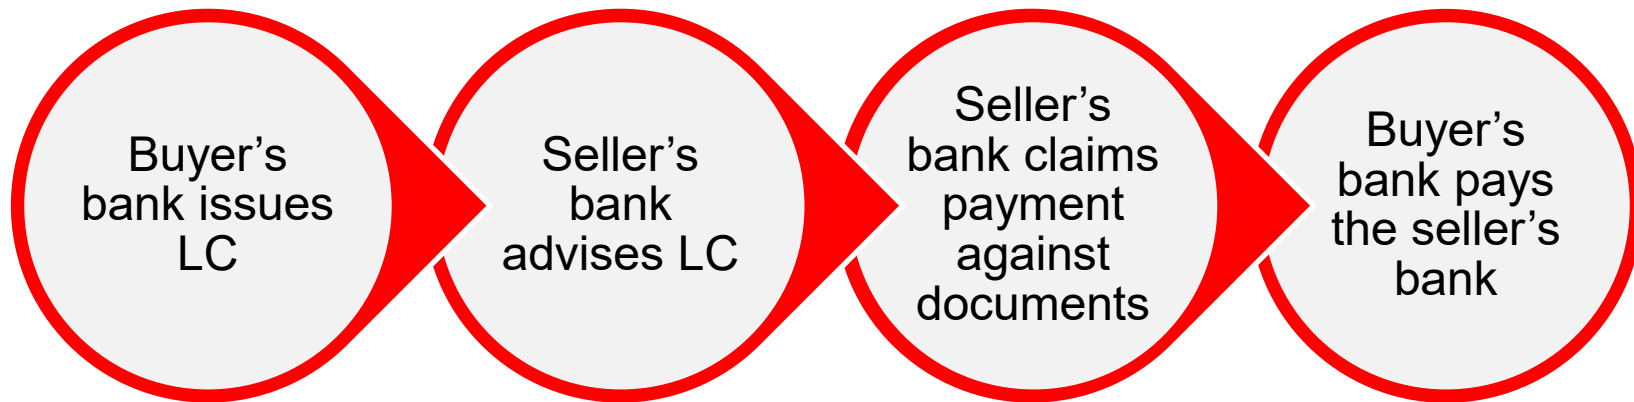 Buyer’s
bank issues
LC
Seller’s
bank
advises LC
Seller’s
bank claims
payment
against
documents
Buyer’s
bank pays
the seller’s
bank